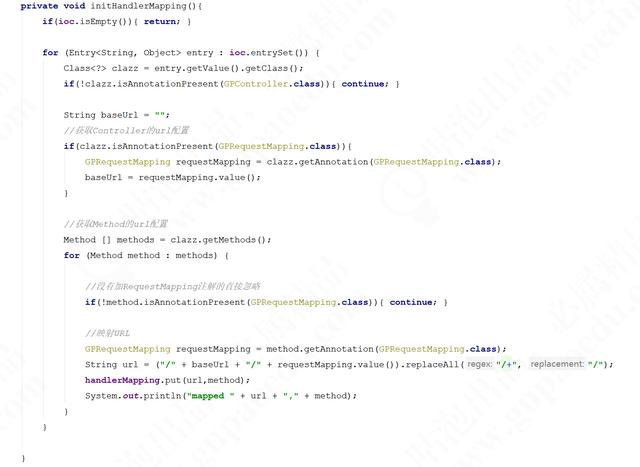 private void initHandlerMapping(){
if(ioc.isEmpty()){ return; }
for (Entry<String, Object> entry : ioc.entrySet()) {
Class<?> clazz = entry.getValue().getClass();
if(!clazz.isAnnotationPresent(GPController.class)){ continue; }
String baseUrl = "";
//获取Controller的url配置
if(clazz.isAnnotationPresent(GPRequestMapping.class)){
GPRequestMapping requestMapping = clazz.getAnnotation(GPRequestMapping.class);
baseUrl = requestMapping.value();
}
//获取Method的url配置
Method [] methods = clazz.getMethods();
for (Method method : methods) {
//没有加RequestMapping注解的直接忽略
if(!method.isAnnotationPresent(GPRequestMapping.class)){ continue; }
//映射URL
GPRequestMapping requestMapping = method.getAnnotation(GPRequestMapping.class);
String url = ("/" + baseUrl + "/" + requestMapping.value()).replaceAll( regex: "/+", replacement: "/");
handlerMapping.put(url,method);
System.out.println("mapped " + url + "," + method);
}
}
}